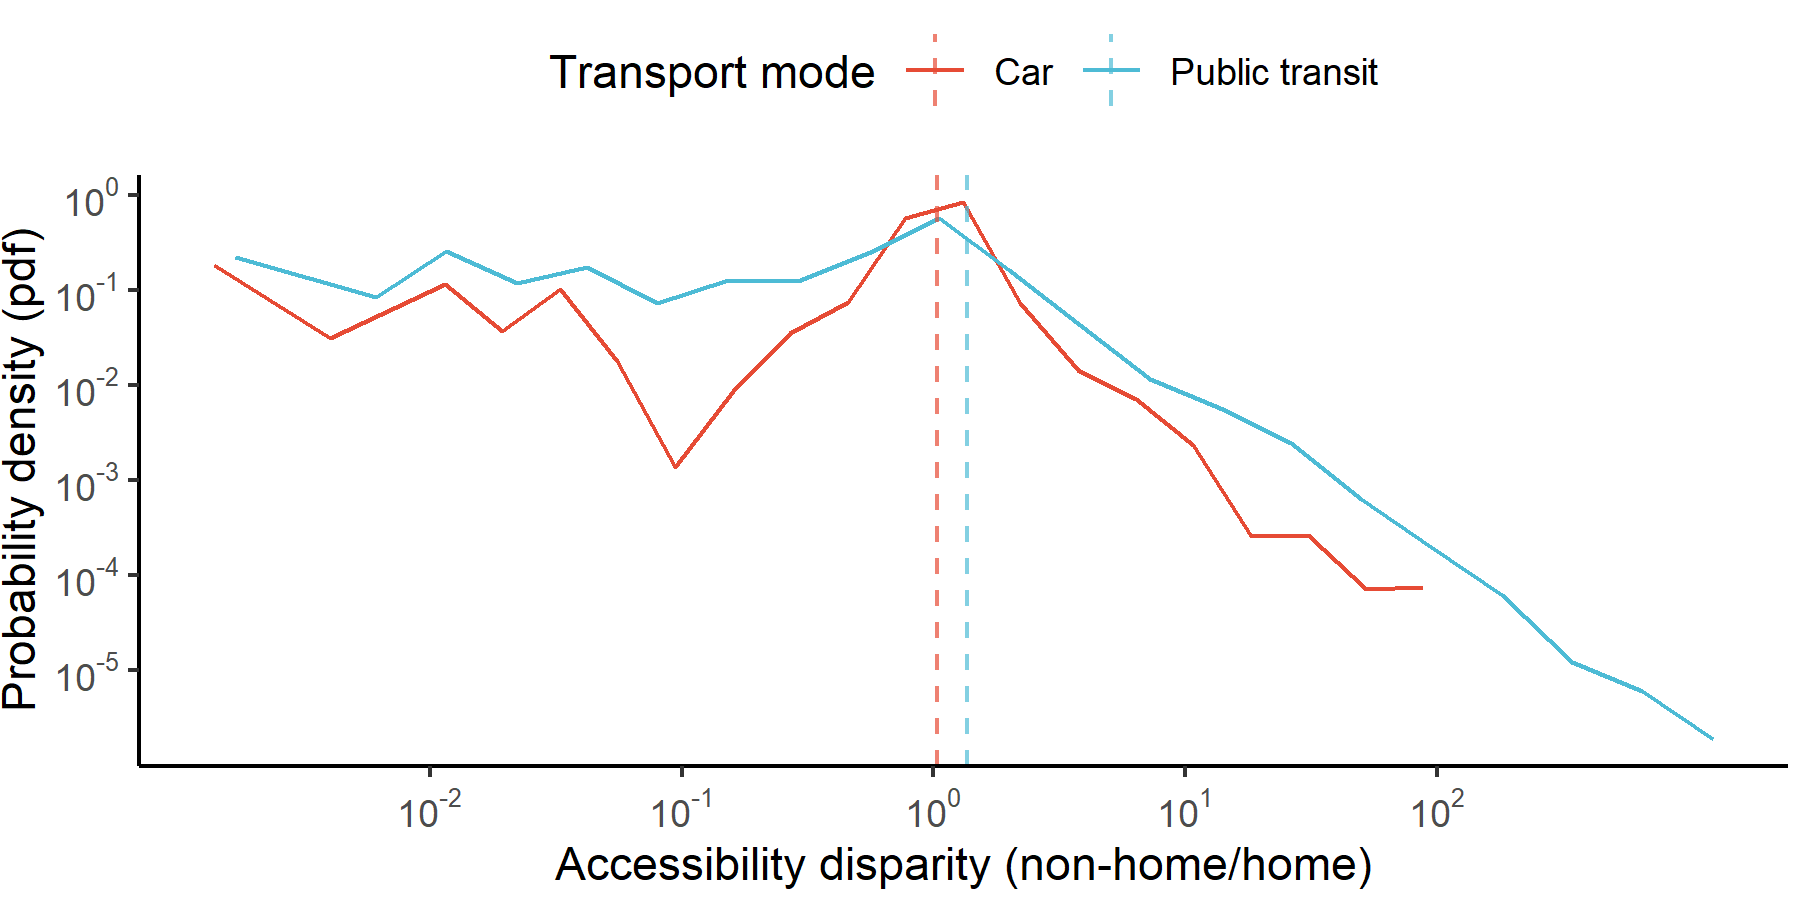 Transport mode Car Public transit
Probability density (pdf)
10^0
10^-1
10^-2
10^-3
10^-4
10^-5
10^-2 10^-1 10^0 10^1 10^2
Accessibility disparity (non-home/home)